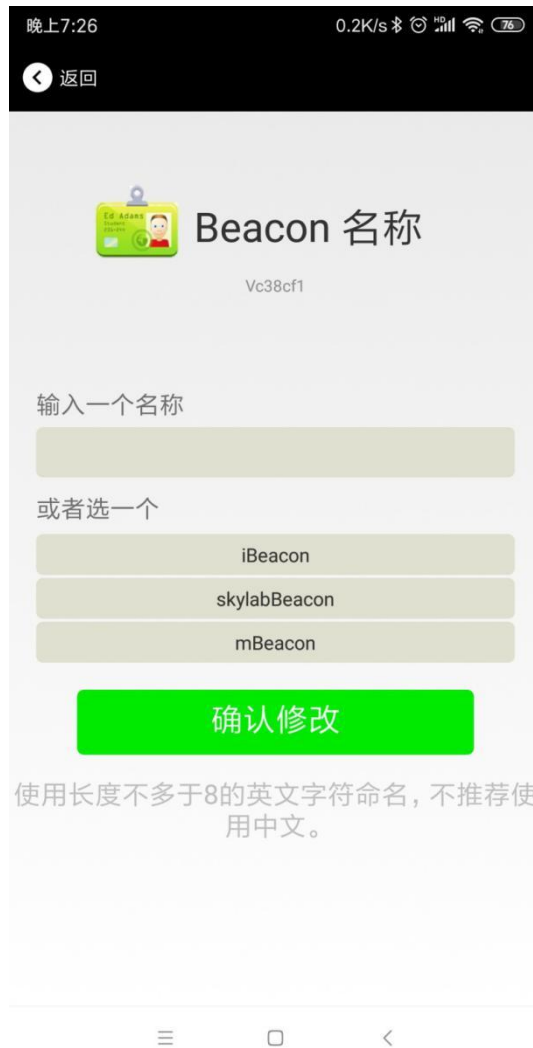 晚上7:26
0.2K/s HD 76
返回
Ed Adams
Student
Beacon 名称
Vc38cf1
输入一个名称
或者选一个
iBeacon
skylabBeacon
mBeacon
确认修改
使用长度不多于8的英文字符命名，不推荐使
用中文。